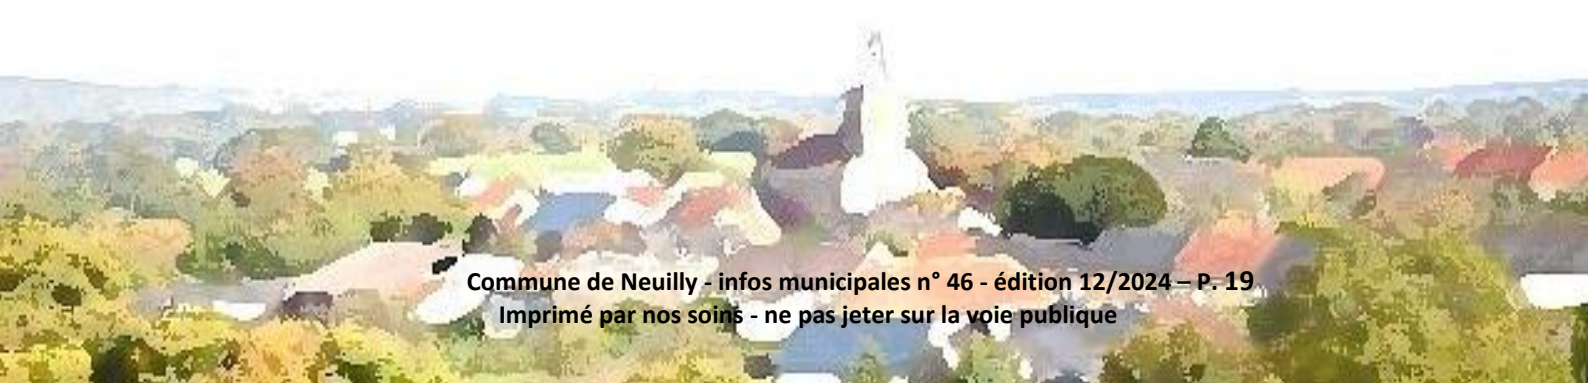 Commune de Neuilly - infos municipales n° 46 - édition 12/2024 – P. 19
Imprimé par nos soins - ne pas jeter sur la voie publique